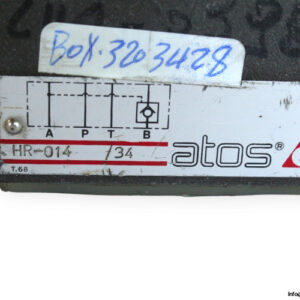 BOX.3203428
A P T B
HR-014 /34
atos®
T.68